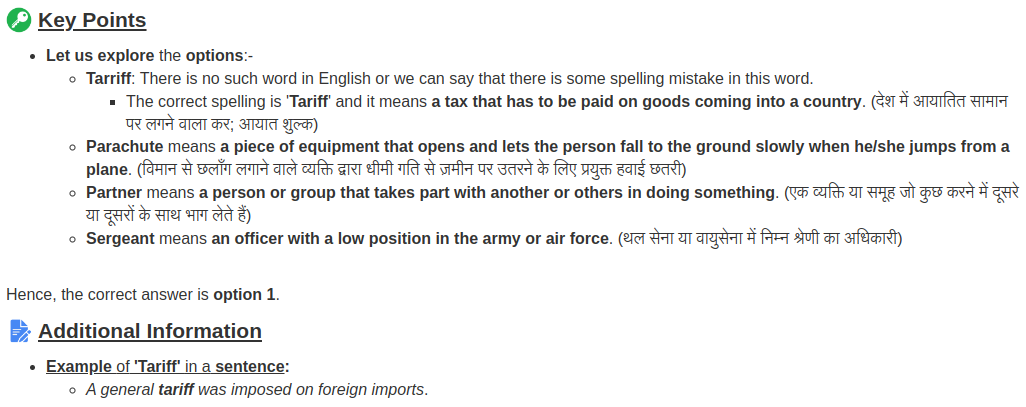 Key Points
Let us explore the options:-
Tarriff: There is no such word in English or we can say that there is some spelling mistake in this word.
The correct spelling is 'Tariff' and it means a tax that has to be paid on goods coming into a country. (देश में आयातित सामान
पर लगने वाला कर; आयात शुल्क)
Parachute means a piece of equipment that opens and lets the person fall to the ground slowly when he/she jumps from a
plane. (विमान से छलाँग लगाने वाले व्यक्ति द्वारा धीमी गति से ज़मीन पर उतरने के लिए प्रयुक्त हवाई छतरी)
Partner means a person or group that takes part with another or others in doing something. (एक व्यक्ति या समूह जो कुछ करने में दूसरे
या दूसरों के साथ भाग लेते हैं)
Sergeant means an officer with a low position in the army or air force. (थल सेना या वायुसेना में निम्न श्रेणी का अधिकारी)
Hence, the correct answer is option 1.
Additional Information
Example of 'Tariff' in a sentence:
A general tariff was imposed on foreign imports.